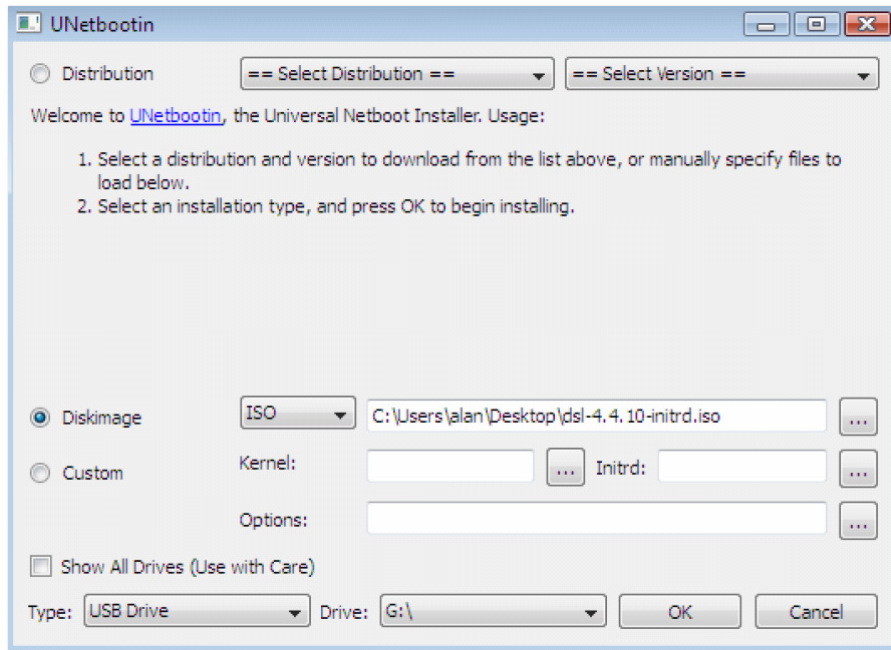 UNetbootin
Distribution == Select Distribution == == Select Version ==
Welcome to UNetbootin, the Universal Netboot Installer. Usage:
1. Select a distribution and version to download from the list above, or manually specify files to
load below.
2. Select an installation type, and press OK to begin installing.
Diskimage ISO C:\Users\alan\Desktop\dsl-4.4.10-initrd.iso ...
Custom Kernel: ... Initrd: ...
Options: ...
Show All Drives (Use with Care)
Type: USB Drive Drive: G:\ OK Cancel